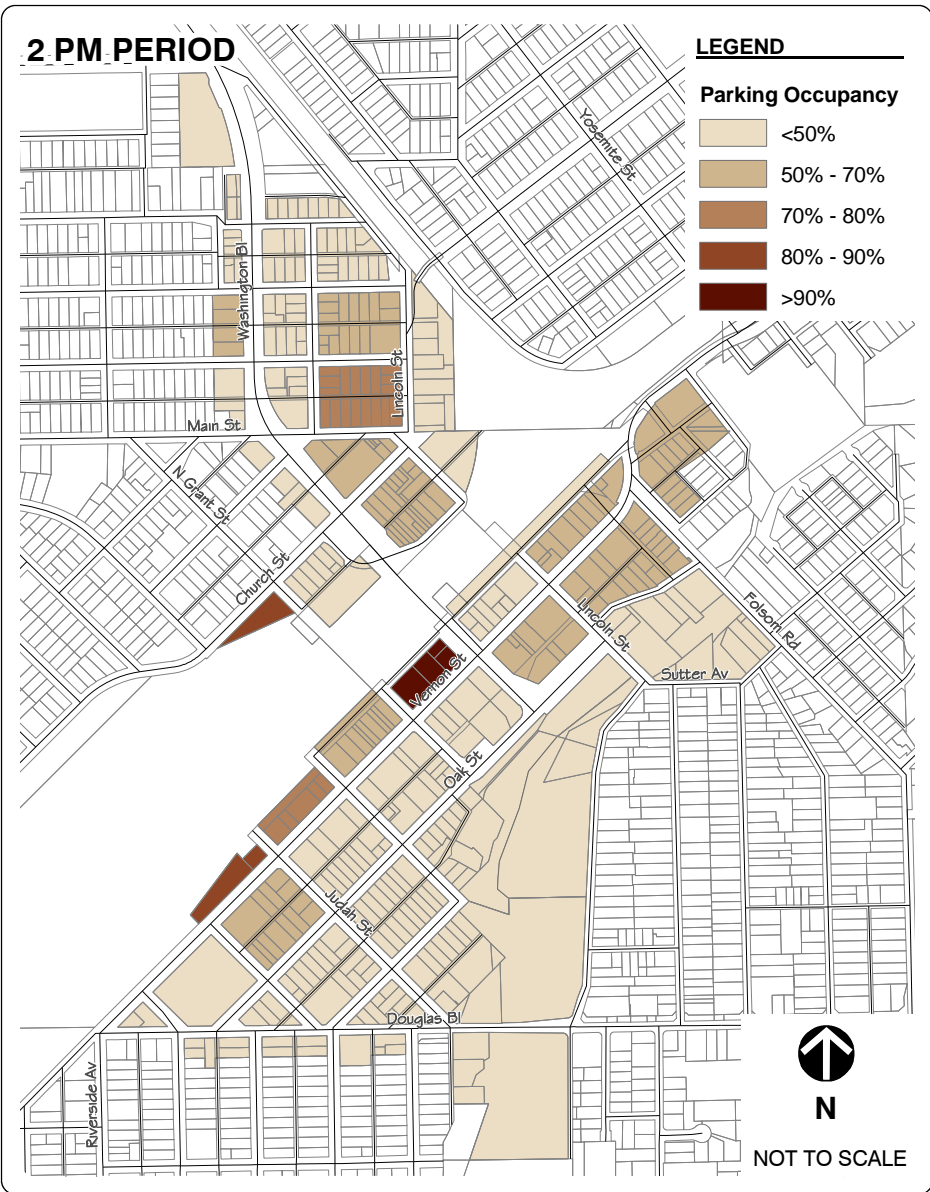 2 PM PERIOD
LEGEND
Parking Occupancy
<50%
50% - 70%
70% - 80%
80% - 90%
>90%
Yosemite St
Washington Bl
Lincoln St
Main St
N Grant St
Church St
Lincoln St
Folsom Rd
Sutter Av
Vernon St
Oak St
Judah St
Douglas Bl
Riverside Av
N
NOT TO SCALE